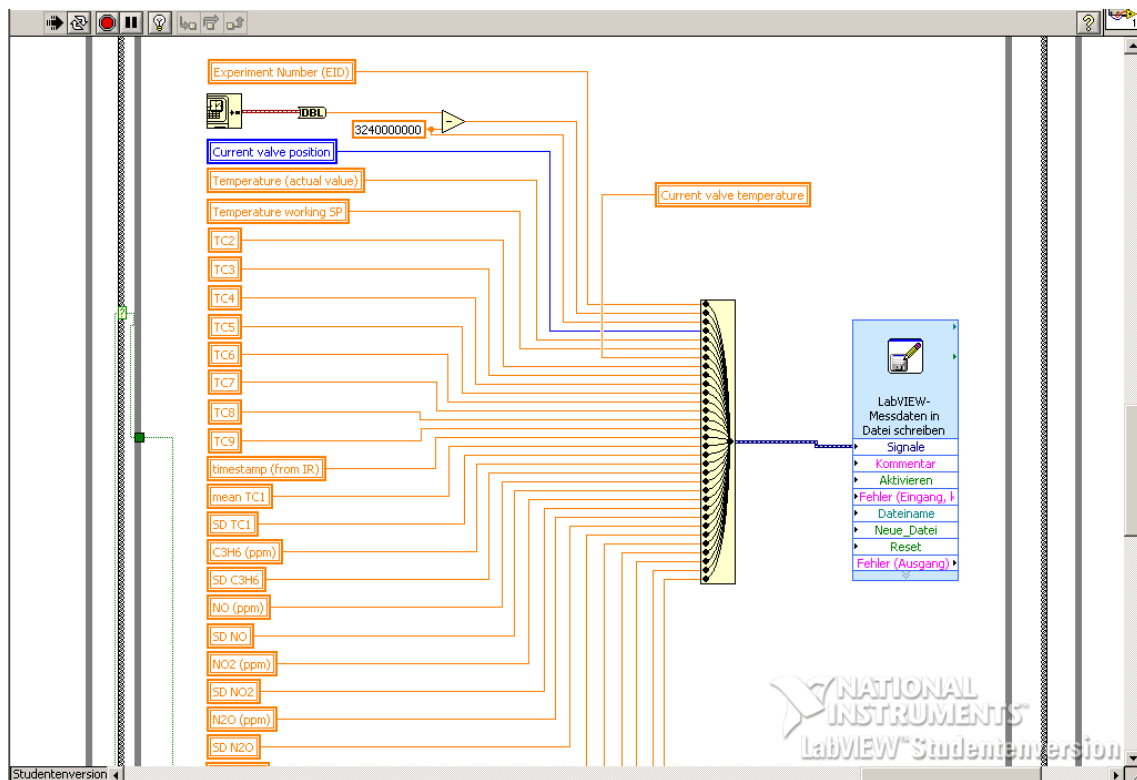 Experiment Number (EID)
DBL
3240000000
Current valve position
Temperature (actual value)
Current valve temperature
Temperature working SP
TC2
TC3
TC4
TC5
TC6
TC7
TC8
TC9
timestamp (from IR)
mean TC1
SD TC1
C3H6 (ppm)
SD C3H6
NO (ppm)
SD NO
NO2 (ppm)
SD NO2
N2O (ppm)
SD N2O
LabVIEW-
Messdaten in
Datei schreiben
Signale
Kommentar
Aktivieren
Fehler (Eingang, k
Dateiname
Neue_Datei
Reset
Fehler (Ausgang)
NATIONAL
INSTRUMENTS™
LabVIEW™ Studentenversion
Studentenversion